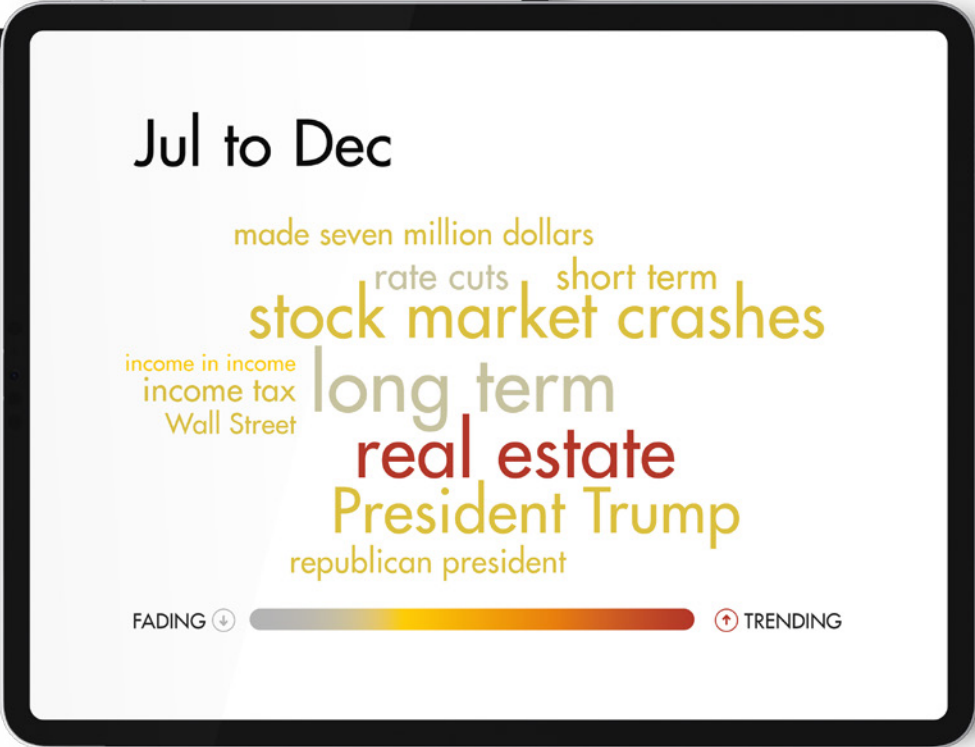 Jul to Dec
made seven million dollars
rate cuts short term
stock market crashes
income in income
income tax
Wall Street
long term
real estate
President Trump
republican president
FADING TRENDING